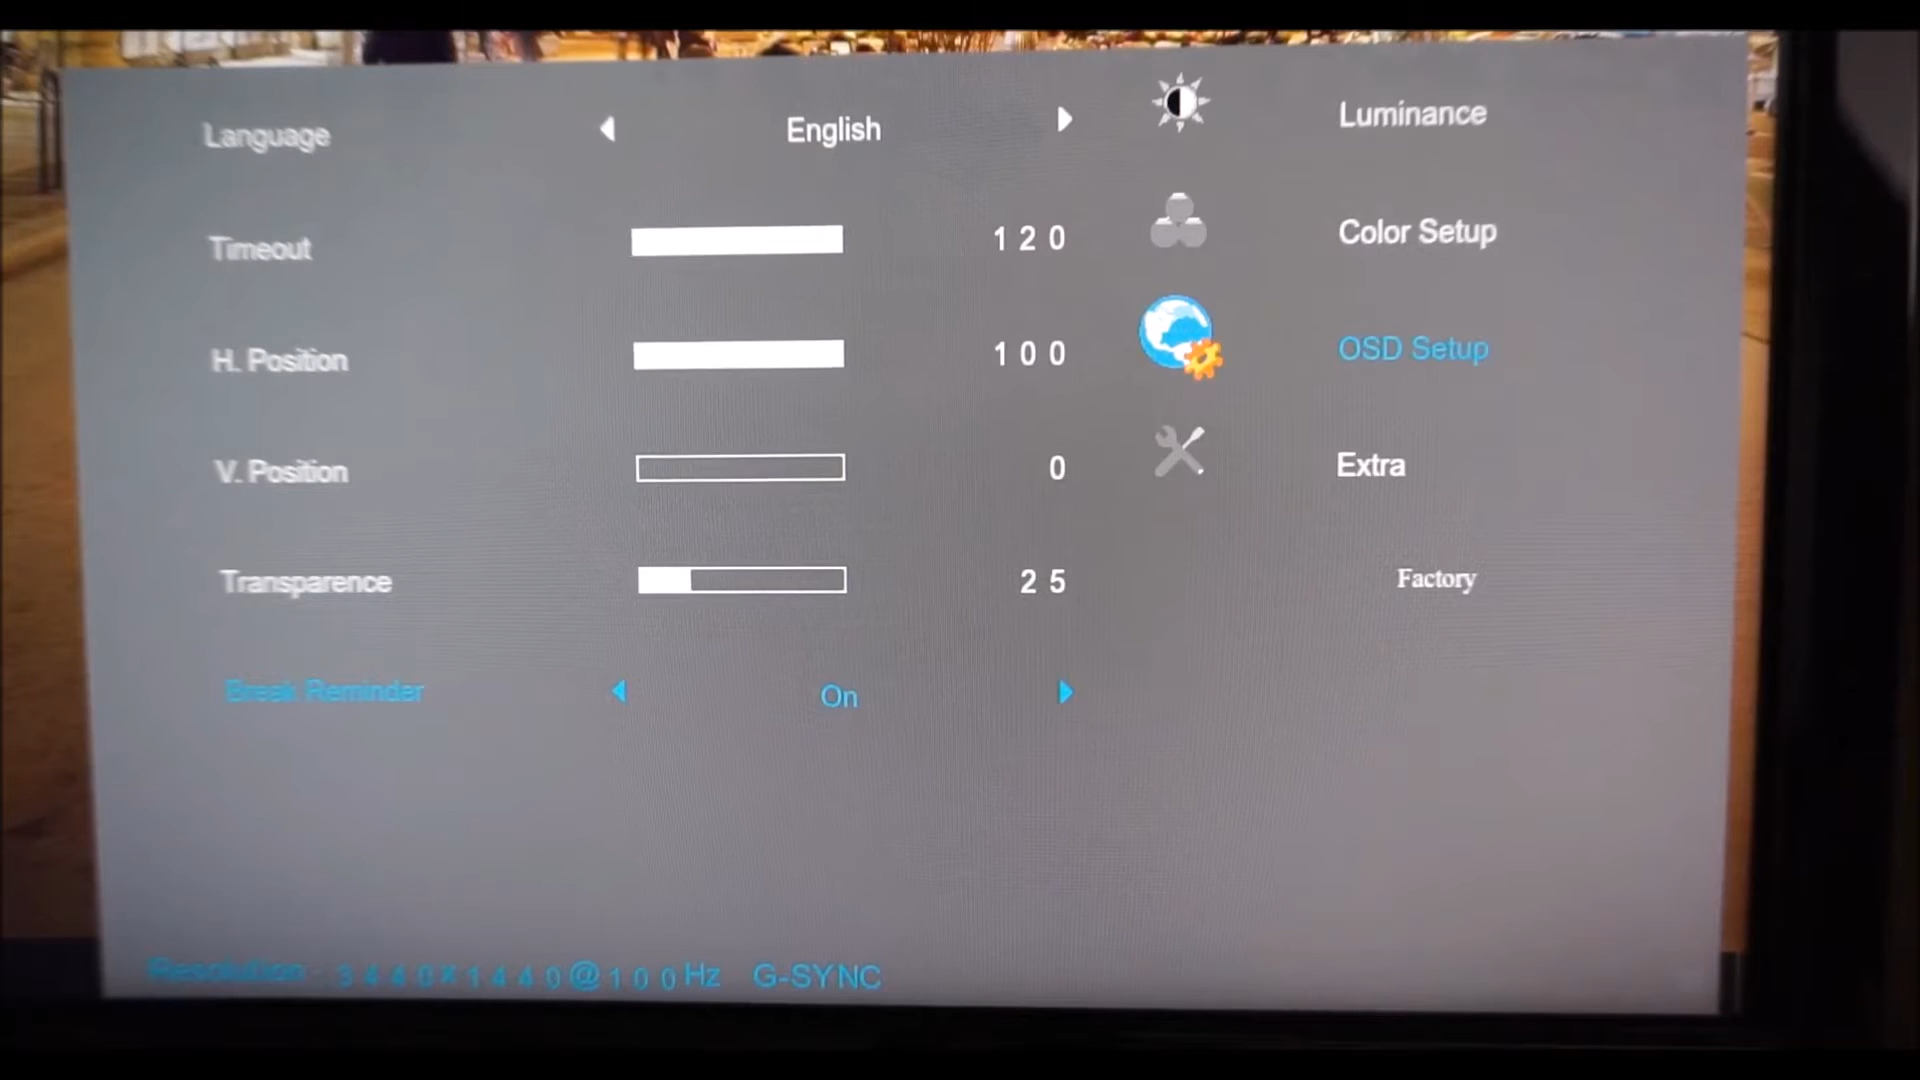 Language English
Timeout 120
H. Position 100
V. Position 0
Transparence 25
Break Reminder On
Luminance
Color Setup
OSD Setup
Extra
Factory
Resolution : 3440x1440@100Hz G-SYNC